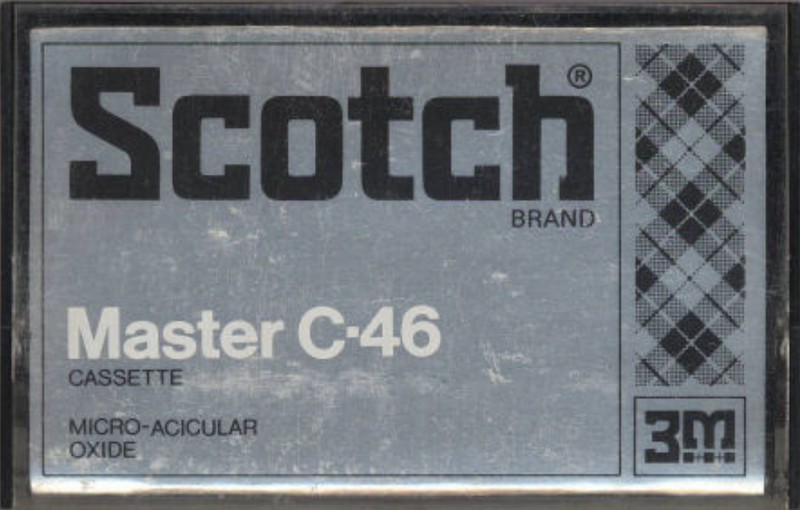 Scotch®
BRAND
Master C-46
CASSETTE
MICRO-ACICULAR
OXIDE
3M